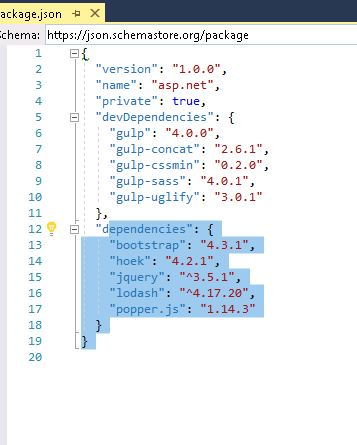 ackage.json
chema: https://json.schemastore.org/package
1 {
2 "version": "1.0.0",
3 "name": "asp.net",
4 "private": true,
5 "devDependencies": {
6 "gulp": "4.0.0",
7 "gulp-concat": "2.6.1",
8 "gulp-cssmin": "0.2.0",
9 "gulp-sass": "4.0.1",
10 "gulp-uglify": "3.0.1"
11 },
12 "dependencies": {
13 "bootstrap": "4.3.1",
14 "hoek": "4.2.1",
15 "jquery": "^3.5.1",
16 "lodash": "^4.17.20",
17 "popper.js": "1.14.3"
18 }
19 }
20